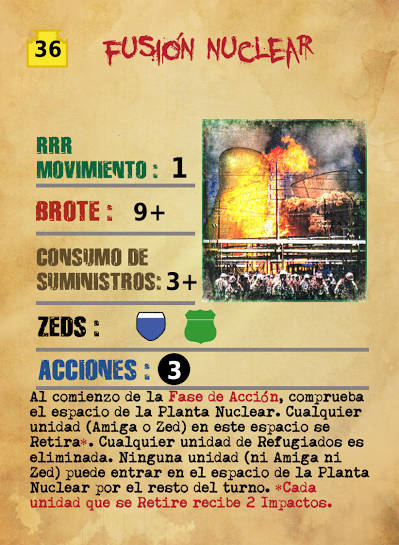 36
FUSIÓN NUCLEAR
RRR
MOVIMIENTO : 1
BROTE : 9+
CONSUMO DE
SUMINISTROS: 3+
ZEDS :
ACCIONES : 3
Al comienzo de la Fase de Acción, comprueba
el espacio de la Planta Nuclear. Cualquier
unidad (Amiga o Zed) en este espacio se
Retira*. Cualquier unidad de Refugiados es
eliminada. Ninguna unidad (ni Amiga ni
Zed) puede entrar en el espacio de la Planta
Nuclear por el resto del turno. *Cada
unidad que se Retire recibe 2 Impactos.